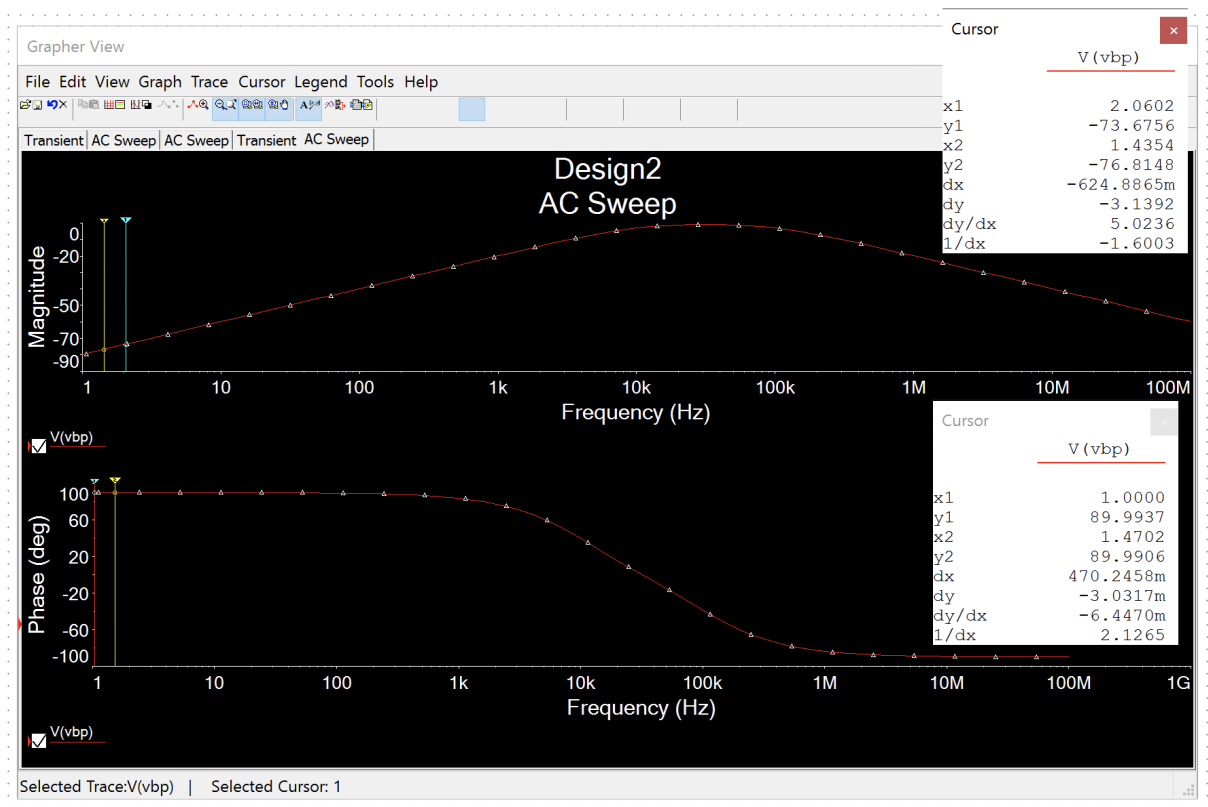 Grapher View
File Edit View Graph Trace Cursor Legend Tools Help
Transient AC Sweep AC Sweep Transient AC Sweep
Design2
AC Sweep
Magnitude
0
-20
-50
-70
-90
1 10 100 1k 10k 100k 1M 10M 100M
Frequency (Hz)
V(vbp)
Cursor
V(vbp)
x1 2.0602
y1 -73.6756
x2 1.4354
y2 -76.8148
dx -624.8865m
dy -3.1392
dy/dx 5.0236
1/dx -1.6003
Phase (deg)
100
60
20
-20
-60
-100
1 10 100 1k 10k 100k 1M 10M 100M 1G
Frequency (Hz)
V(vbp)
Cursor
V(vbp)
x1 1.0000
y1 89.9937
x2 1.4702
y2 89.9906
dx 470.2458m
dy -3.0317m
dy/dx -6.4470m
1/dx 2.1265
Selected Trace:V(vbp) | Selected Cursor: 1